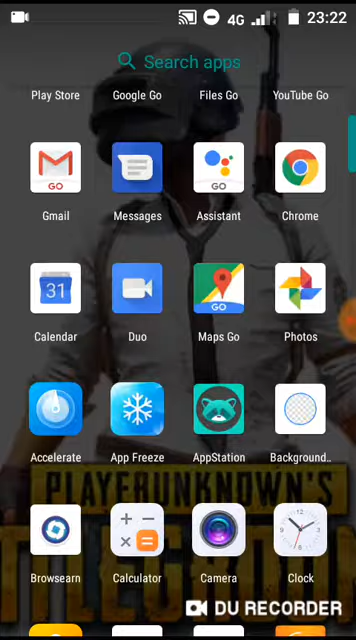 4G 23:22
Search apps
Play Store Google Go Files Go YouTube Go
GO GO
Gmail Messages Assistant Chrome
31 GO
Calendar Duo Maps Go Photos
Accelerate App Freeze AppStation Background..
PLAYERUNKNOWN'S
Browsearn Calculator Camera Clock
DU RECORDER